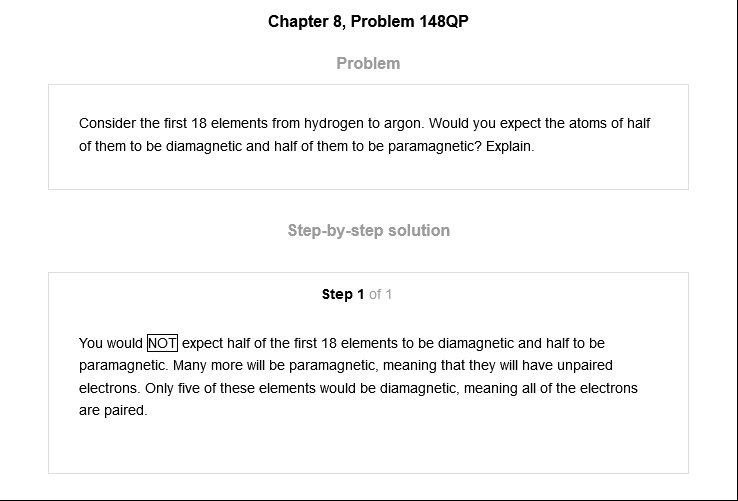 Chapter 8, Problem 148QP
Problem
Consider the first 18 elements from hydrogen to argon. Would you expect the atoms of half
of them to be diamagnetic and half of them to be paramagnetic? Explain.
Step-by-step solution
Step 1 of 1
You would NOT expect half of the first 18 elements to be diamagnetic and half to be
paramagnetic. Many more will be paramagnetic, meaning that they will have unpaired
electrons. Only five of these elements would be diamagnetic, meaning all of the electrons
are paired.